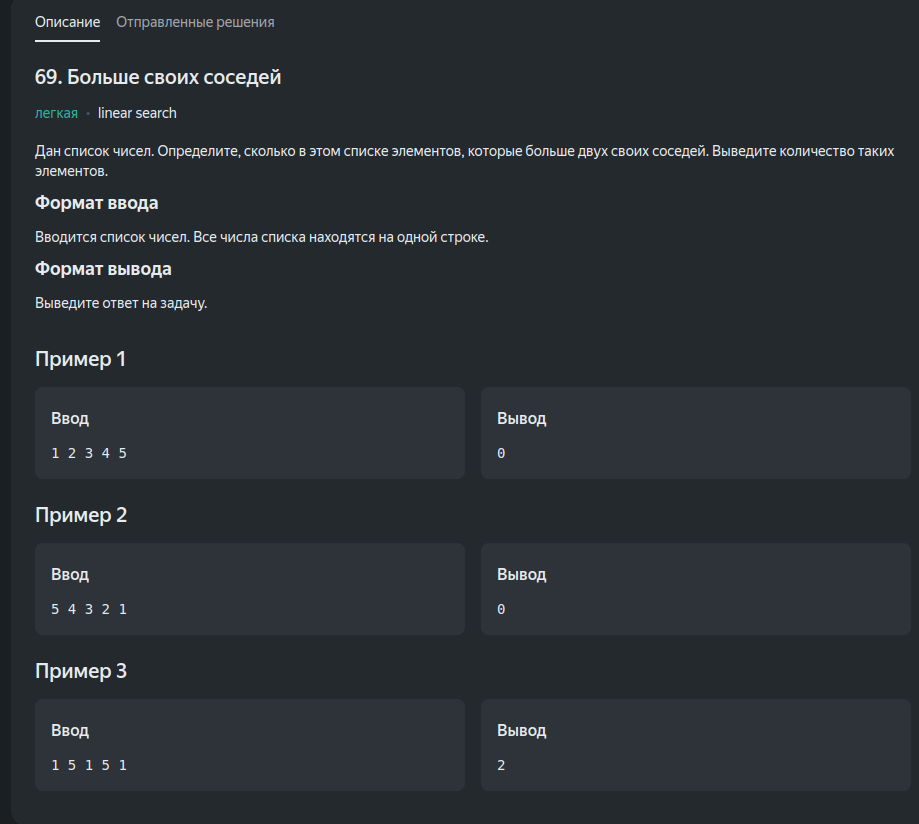 Описание Отправленные решения
69. Больше своих соседей
легкая · linear search
Дан список чисел. Определите, сколько в этом списке элементов, которые больше двух своих соседей. Выведите количество таких
элементов.
Формат ввода
Вводится список чисел. Все числа списка находятся на одной строке.
Формат вывода
Выведите ответ на задачу.
Пример 1
Ввод
1 2 3 4 5
Вывод
0
Пример 2
Ввод
5 4 3 2 1
Вывод
0
Пример 3
Ввод
1 5 1 5 1
Вывод
2